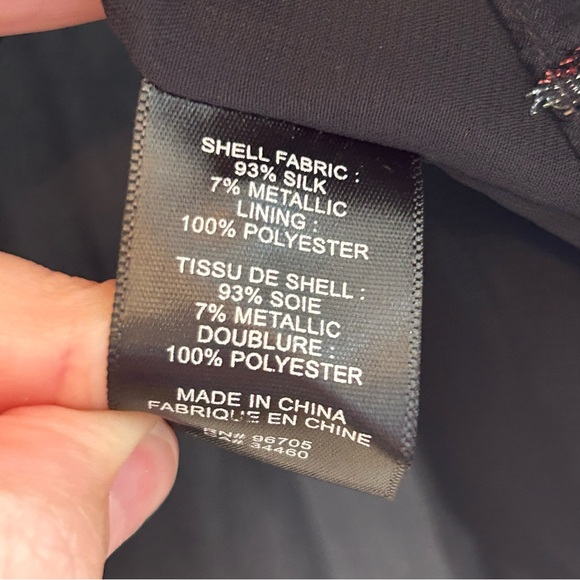 SHELL FABRIC :
93% SILK
7% METALLIC
LINING :
100% POLYESTER
TISSU DE SHELL :
93% SOIE
7% METALLIC
DOUBLURE :
100% POLYESTER
MADE IN CHINA
FABRIQUE EN CHINE
RN# 96705
34460